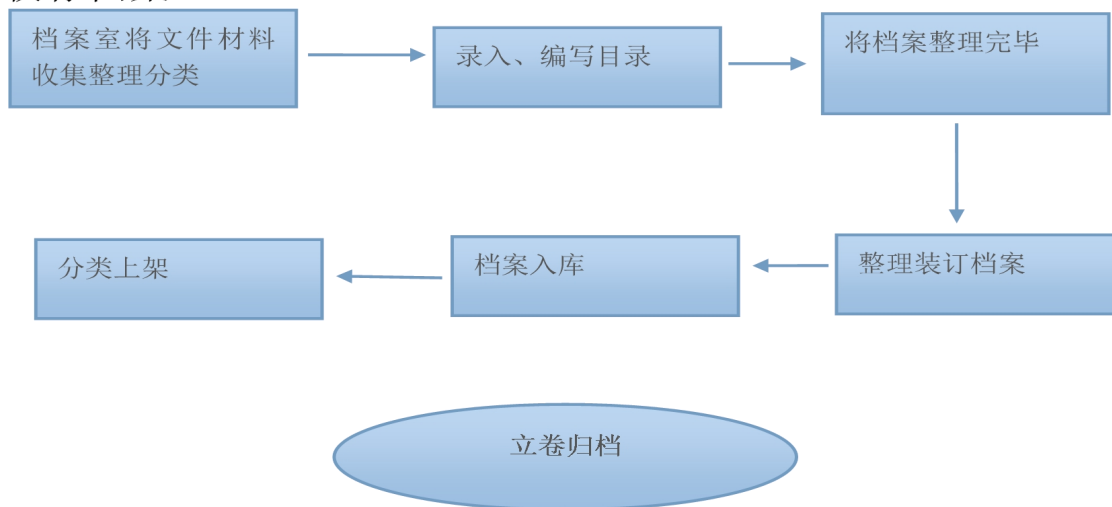 档案室将文件材料
收集整理分类
录入、编写目录
将档案整理完毕
整理装订档案
档案入库
分类上架
立卷归档